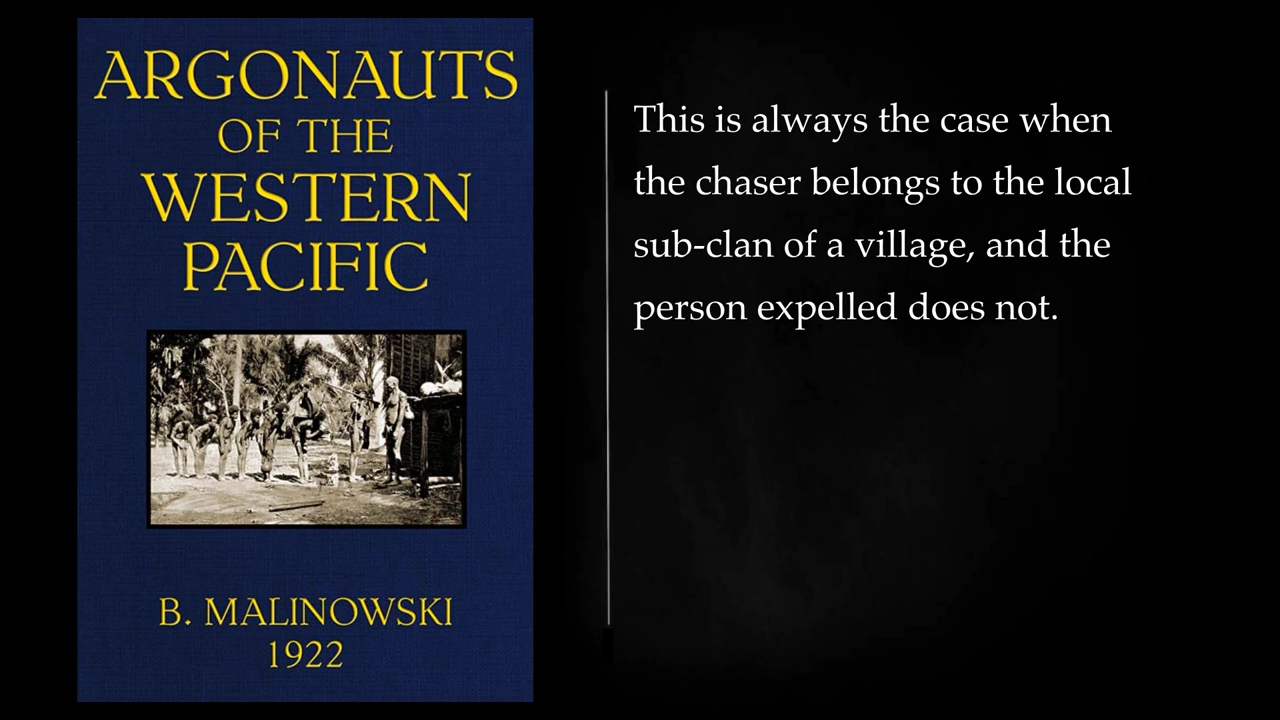 ARGONAUTS
OF THE
WESTERN
PACIFIC
B. MALINOWSKI
1922
This is always the case when
the chaser belongs to the local
sub-clan of a village, and the
person expelled does not.